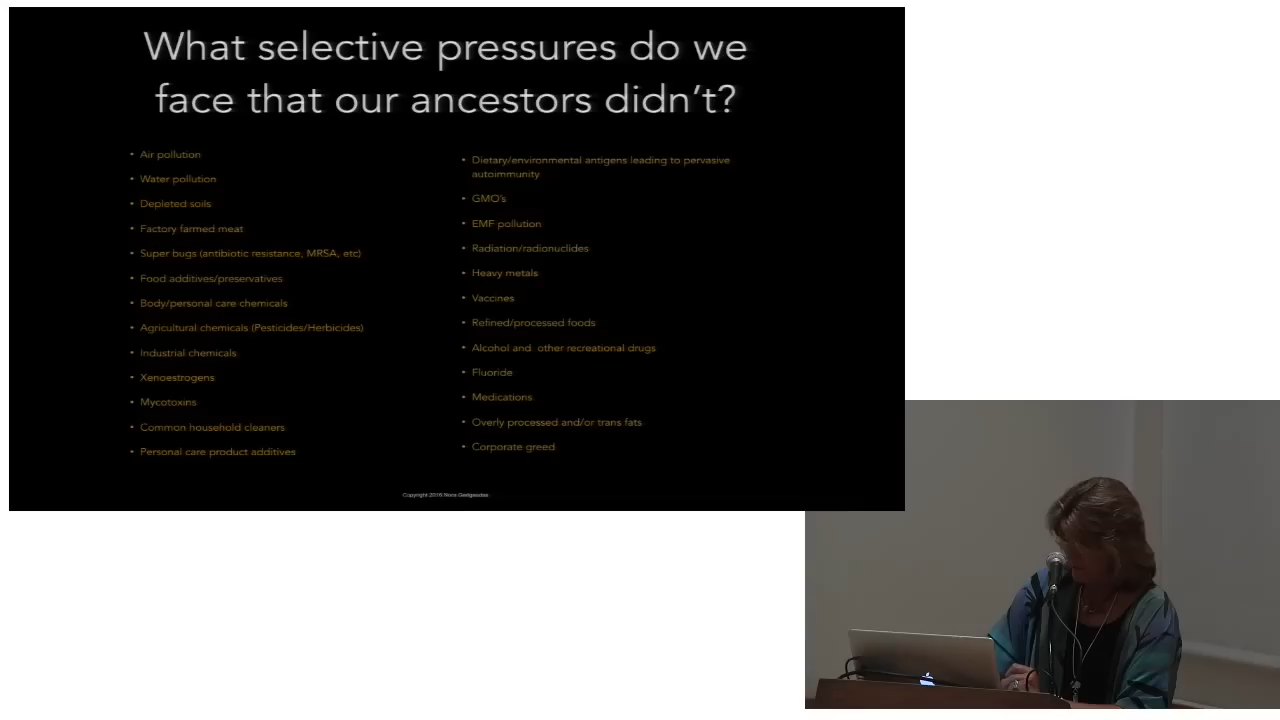 What selective pressures do we
face that our ancestors didn't?
• Air pollution
• Water pollution
• Depleted soils
• Factory farmed meat
• Super bugs (antibiotic resistance, MRSA, etc)
• Food additives/preservatives
• Body/personal care chemicals
• Agricultural chemicals (Pesticides/Herbicides)
• Industrial chemicals
• Xenoestrogens
• Mycotoxins
• Common household cleaners
• Personal care product additives
• Dietary/environmental antigens leading to pervasive
autoimmunity
• GMO's
• EMF pollution
• Radiation/radionuclides
• Heavy metals
• Vaccines
• Refined/processed foods
• Alcohol and other recreational drugs
• Fluoride
• Medications
• Overly processed and/or trans fats
• Corporate greed
Copyright 2016 Nora Gedgaudas